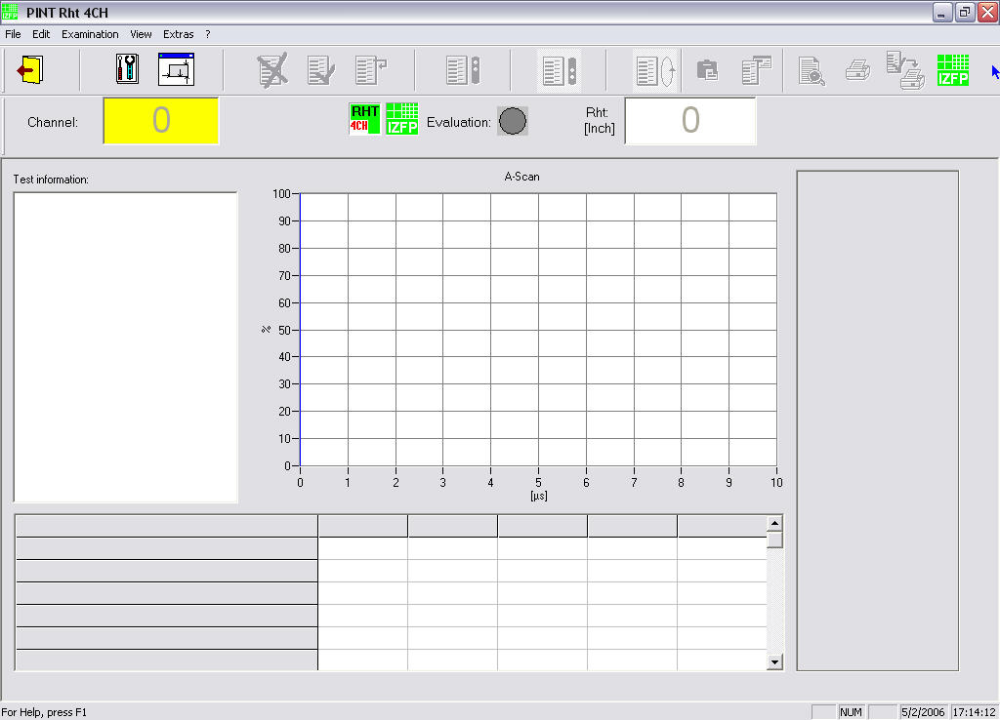 PINT Rht 4CH
File Edit Examination View Extras ?
IZFP
Channel: 0
RHT
4CH
IZFP
Evaluation:
Rht:
[Inch]
0
Test information:
A-Scan
100
90
80
70
60
%
50
40
30
20
10
0
0 1 2 3 4 5 6 7 8 9 10
[µs]
For Help, press F1
NUM 5/2/2006 17:14:12